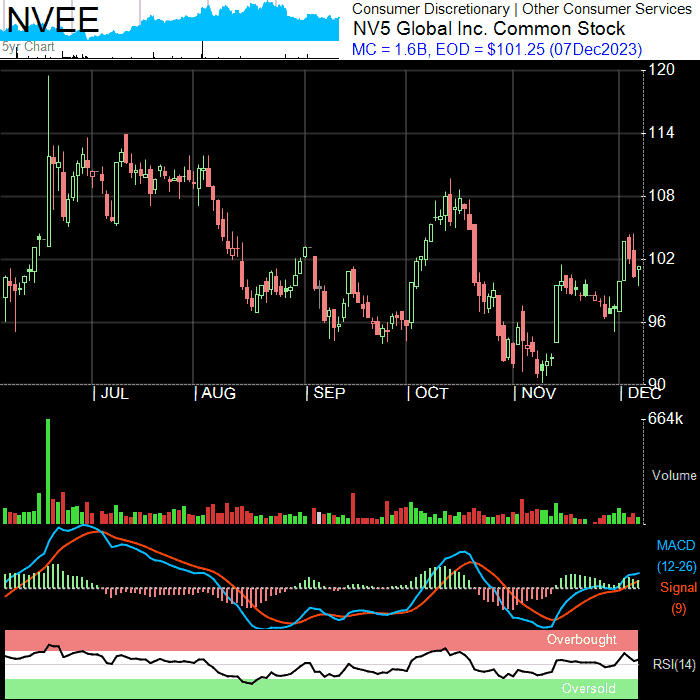 NVEE
5yr Chart
Consumer Discretionary | Other Consumer Services
NV5 Global Inc. Common Stock
MC = 1.6B, EOD = $101.25 (07Dec2023)
120
114
108
102
96
90
JUL AUG SEP OCT NOV DEC
664k
Volume
MACD
(12-26)
Signal
(9)
Overbought
RSI(14)
Oversold